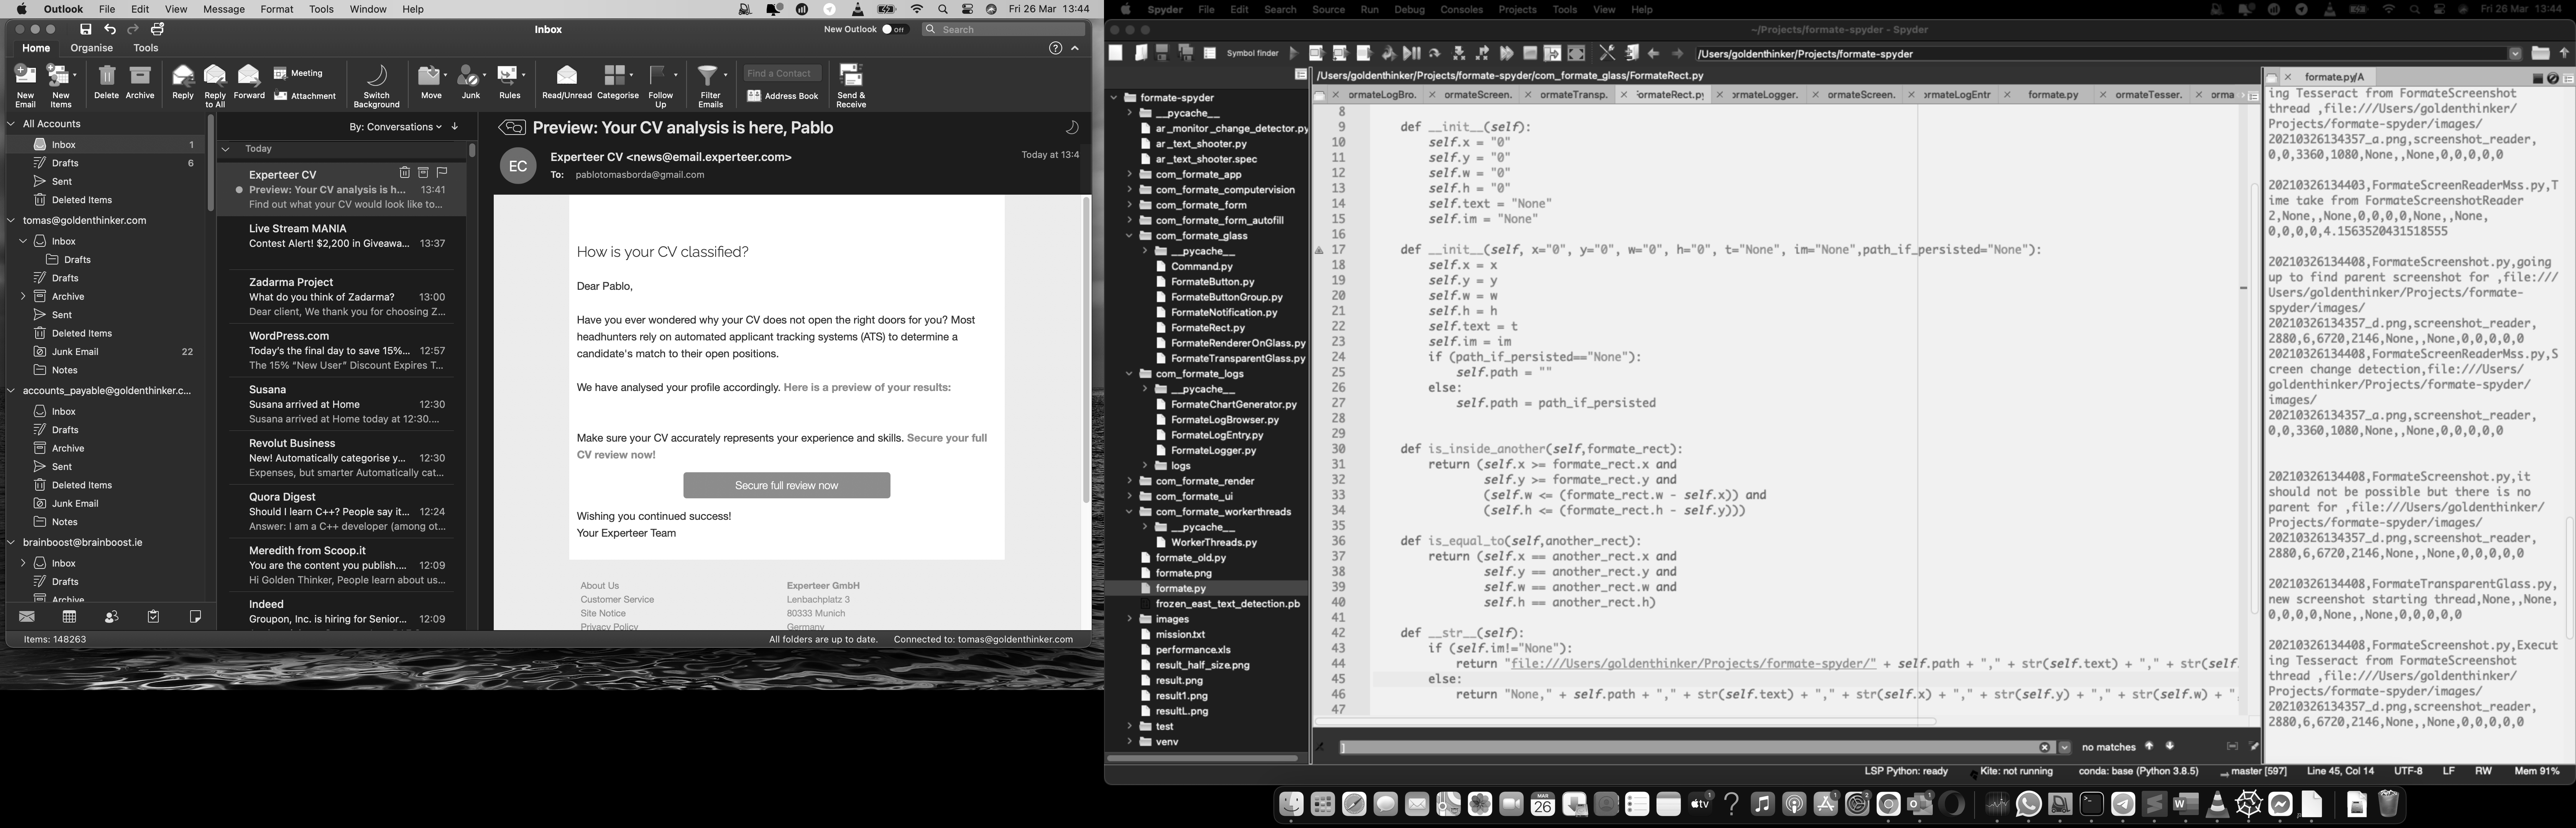 Outlook File Edit View Message Format Tools Window Help
Fri 26 Mar 13:44
Inbox
New Outlook Off
Search
Home Organise Tools
New Email
New Items
Delete
Archive
Reply
Reply to All
Forward
Meeting
Attachment
Switch Background
Move
Junk
Rules
Read/Unread
Categorise
Follow Up
Filter Emails
Find a Contact
Address Book
Send & Receive
All Accounts
Inbox 1
Drafts 6
Sent
Deleted Items
tomas@goldenthinker.com
Inbox
Drafts
Drafts
Archive
Sent
Deleted Items
Junk Email 22
Notes
accounts_payable@goldenthinker.c...
Inbox
Drafts
Archive
Sent
Deleted Items
Junk Email
Notes
brainboost@brainboost.ie
Inbox
Drafts
Archive
Items: 148263
By: Conversations
Today
Experteer CV
Preview: Your CV analysis is h... 13:41
Find out what your CV would look like to...
Live Stream MANIA
Contest Alert! $2,200 in Giveawa... 13:37
Zadarma Project
What do you think of Zadarma? 13:00
Dear client, We thank you for choosing Z...
WordPress.com
Today's the final day to save 15%... 12:57
The 15% "New User" Discount Expires T...
Susana
Susana arrived at Home 12:30
Susana arrived at Home today at 12:30....
Revolut Business
New! Automatically categorise y... 12:30
Expenses, but smarter Automatically cat...
Quora Digest
Should I learn C++? People say it... 12:24
Answer: I am a C++ developer (among ot...
Meredith from Scoop.it
You are the content you publish.... 12:09
Hi Golden Thinker, People learn about us...
Indeed
Groupon, Inc. is hiring for Senior... 12:09
Preview: Your CV analysis is here, Pablo
EC
Experteer CV <news@email.experteer.com>
Today at 13:4
To: pablotomasborda@gmail.com
How is your CV classified?
Dear Pablo,
Have you ever wondered why your CV does not open the right doors for you? Most
headhunters rely on automated applicant tracking systems (ATS) to determine a
candidate's match to their open positions.
We have analysed your profile accordingly. Here is a preview of your results:
Make sure your CV accurately represents your experience and skills. Secure your full
CV review now!
Secure full review now
Wishing you continued success!
Your Experteer Team
About Us
Customer Service
Site Notice
Privacy Policy
Experteer GmbH
Lenbachplatz 3
80333 Munich
Germany
All folders are up to date. Connected to: tomas@goldenthinker.com
Spyder File Edit Search Source Run Debug Consoles Projects Tools View Help
Fri 26 Mar 13:44
~/Projects/formate-spyder - Spyder
Symbol finder
/Users/goldenthinker/Projects/formate-spyder
/Users/goldenthinker/Projects/formate-spyder/com_formate_glass/FormateRect.py
ormateLogBro. ormateScreen. ormateTransp. ormateRect.py ormateLogger. ormateScreen. ormateLogEntr formate.py ormateTesser. orma
formate-spyder
__pycache__
ar_monitor_change_detector.py
ar_text_shooter.py
ar_text_shooter.spec
com_formate_app
com_formate_computervision
com_formate_form
com_formate_form_autofill
com_formate_glass
__pycache__
Command.py
FormateButton.py
FormateButtonGroup.py
FormateNotification.py
FormateRect.py
FormateRendererOnGlass.py
FormateTransparentGlass.py
com_formate_logs
__pycache__
FormateChartGenerator.py
FormateLogBrowser.py
FormateLogEntry.py
FormateLogger.py
logs
com_formate_render
com_formate_ui
com_formate_workerthreads
__pycache__
WorkerThreads.py
formate_old.py
formate.png
formate.py
frozen_east_text_detection.pb
images
mission.txt
performance.xls
result_half_size.png
result.png
result1.png
resultL.png
test
venv
8
9 def __init__(self):
10 self.x = "0"
11 self.y = "0"
12 self.w = "0"
13 self.h = "0"
14 self.text = "None"
15 self.im = "None"
16
17 def __init__(self, x="0", y="0", w="0", h="0", t="None", im="None",path_if_persisted="None"):
18 self.x = x
19 self.y = y
20 self.w = w
21 self.h = h
22 self.text = t
23 self.im = im
24 if (path_if_persisted=="None"):
25 self.path = ""
26 else:
27 self.path = path_if_persisted
28
29
30 def is_inside_another(self,formate_rect):
31 return (self.x >= formate_rect.x and
32 self.y >= formate_rect.y and
33 (self.w <= (formate_rect.w - self.x)) and
34 (self.h <= (formate_rect.h - self.y)))
35
36 def is_equal_to(self,another_rect):
37 return (self.x == another_rect.x and
38 self.y == another_rect.y and
39 self.w == another_rect.w and
40 self.h == another_rect.h)
41
42 def __str__(self):
43 if (self.im!="None"):
44 return "file:///Users/goldenthinker/Projects/formate-spyder/" + self.path + "," + str(self.text) + "," + str(self.
45 else:
46 return "None," + self.path + "," + str(self.text) + "," + str(self.x) + "," + str(self.y) + "," + str(self.w) + ",
47
]
no matches
formate.py/A
ing Tesseract from FormateScreenshot
thread ,file:///Users/goldenthinker/
Projects/formate-spyder/images/
20210326134357_a.png,screenshot_reader,
0,0,3360,1080,None,,None,0,0,0,0,0
20210326134403,FormateScreenReaderMss.py,T
ime take from FormateScreenshotReader
2,None,,None,0,0,0,0,None,,None,
0,0,0,0,4.1563520431518555
20210326134408,FormateScreenshot.py,going
up to find parent screenshot for ,file:///
Users/goldenthinker/Projects/formate-
spyder/images/
20210326134357_d.png,screenshot_reader,
2880,6,6720,2146,None,,None,0,0,0,0,0
20210326134408,FormateScreenReaderMss.py,S
creen change detection,file:///Users/
goldenthinker/Projects/formate-spyder/
images/
20210326134357_a.png,screenshot_reader,
0,0,3360,1080,None,,None,0,0,0,0,0
20210326134408,FormateScreenshot.py,it
should not be possible but there is no
parent for ,file:///Users/goldenthinker/
Projects/formate-spyder/images/
20210326134357_d.png,screenshot_reader,
2880,6,6720,2146,None,,None,0,0,0,0,0
20210326134408,FormateTransparentGlass.py,
new screenshot starting thread,None,,None,
0,0,0,0,None,,None,0,0,0,0,0
20210326134408,FormateScreenshot.py,Execut
ing Tesseract from FormateScreenshot
thread ,file:///Users/goldenthinker/
Projects/formate-spyder/images/
20210326134357_d.png,screenshot_reader,
2880,6,6720,2146,None,,None,0,0,0,0,0
LSP Python: ready Kite: not running conda: base (Python 3.8.5) master [597] Line 45, Col 14 UTF-8 LF RW Mem 91%
MAR
26
tv